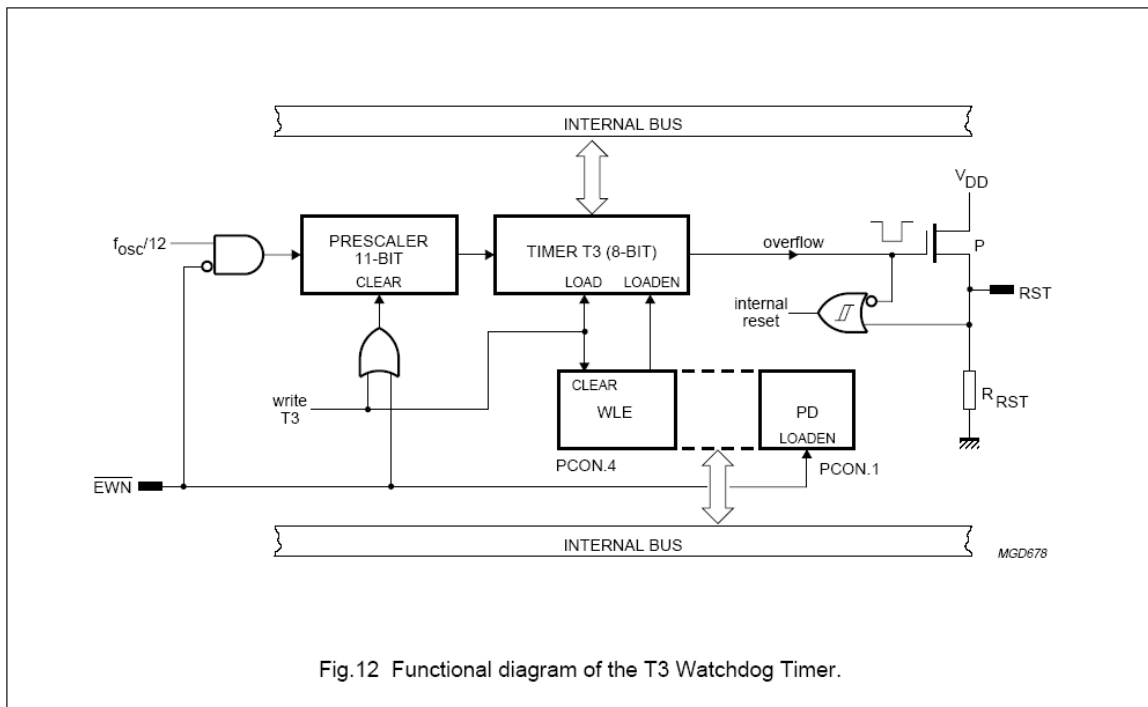 INTERNAL BUS
V DD
fosc/12
PRESCALER
11-BIT
CLEAR
TIMER T3 (8-BIT)
LOAD LOADEN
overflow
P
RST
internal
reset
write
T3
CLEAR
WLE
PD
LOADEN
R RST
PCON.4
PCON.1
EWN
INTERNAL BUS
MGD678
Fig.12 Functional diagram of the T3 Watchdog Timer.